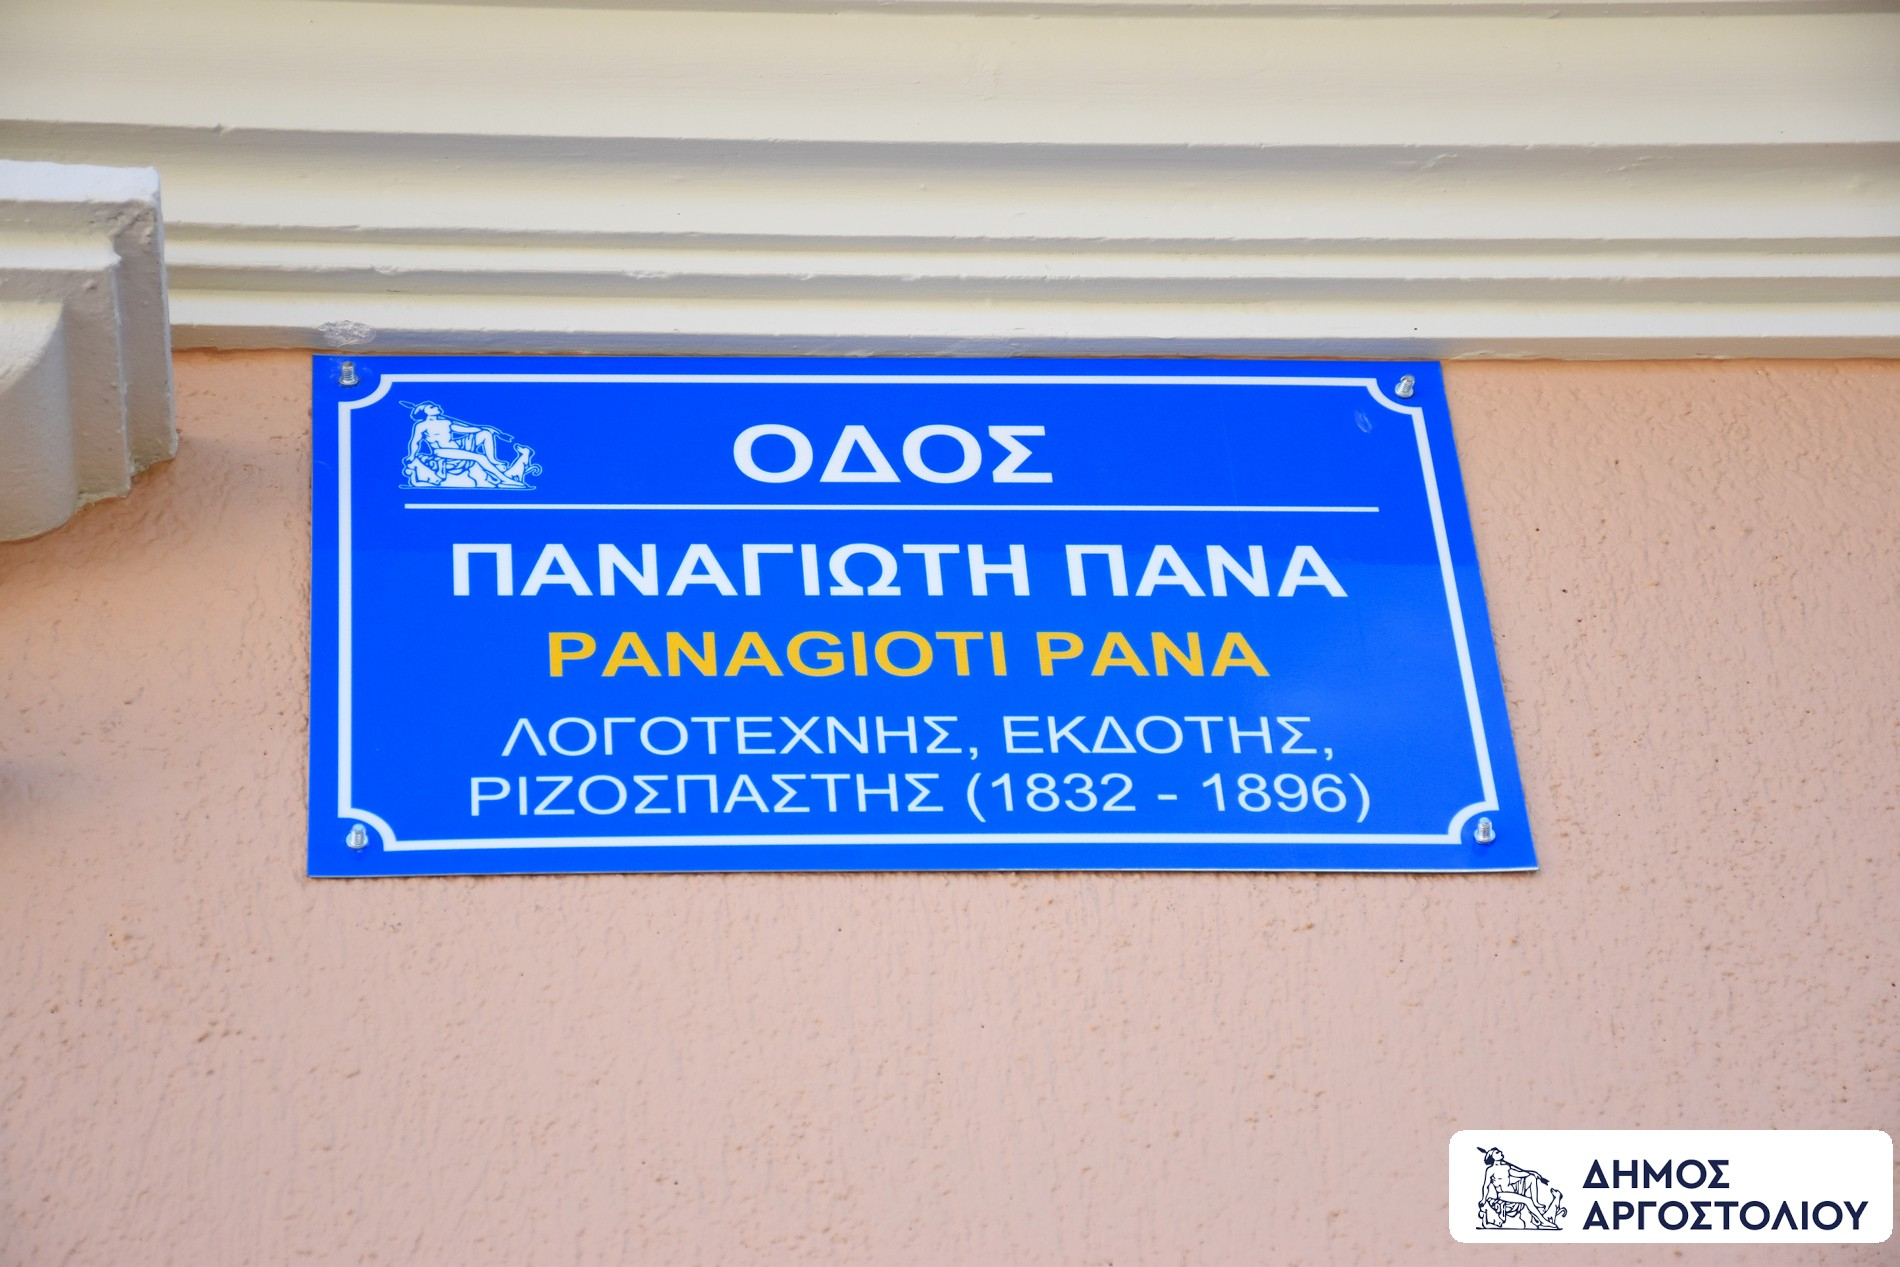 ΟΔΟΣ
ΠΑΝΑΓΙΩΤΗ ΠΑΝΑ
PANAGIOTI PANA
ΛΟΓΟΤΕΧΝΗΣ, ΕΚΔΟΤΗΣ,
ΡΙΖΟΣΠΑΣΤΗΣ (1832 - 1896)
ΔΗΜΟΣ
ΑΡΓΟΣΤΟΛΙΟΥ